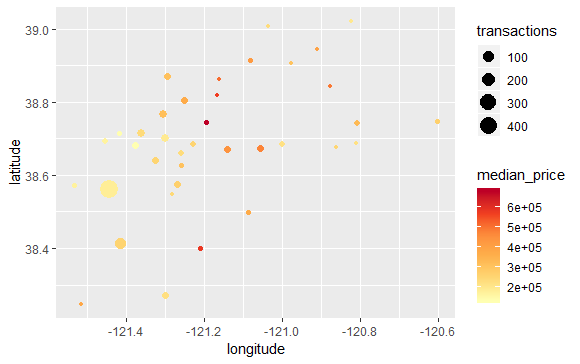 39.0
38.8
38.6
38.4
latitude
-121.4
-121.2
-121.0
-120.8
-120.6
longitude
transactions
100
200
300
400
median_price
6e+05
5e+05
4e+05
3e+05
2e+05